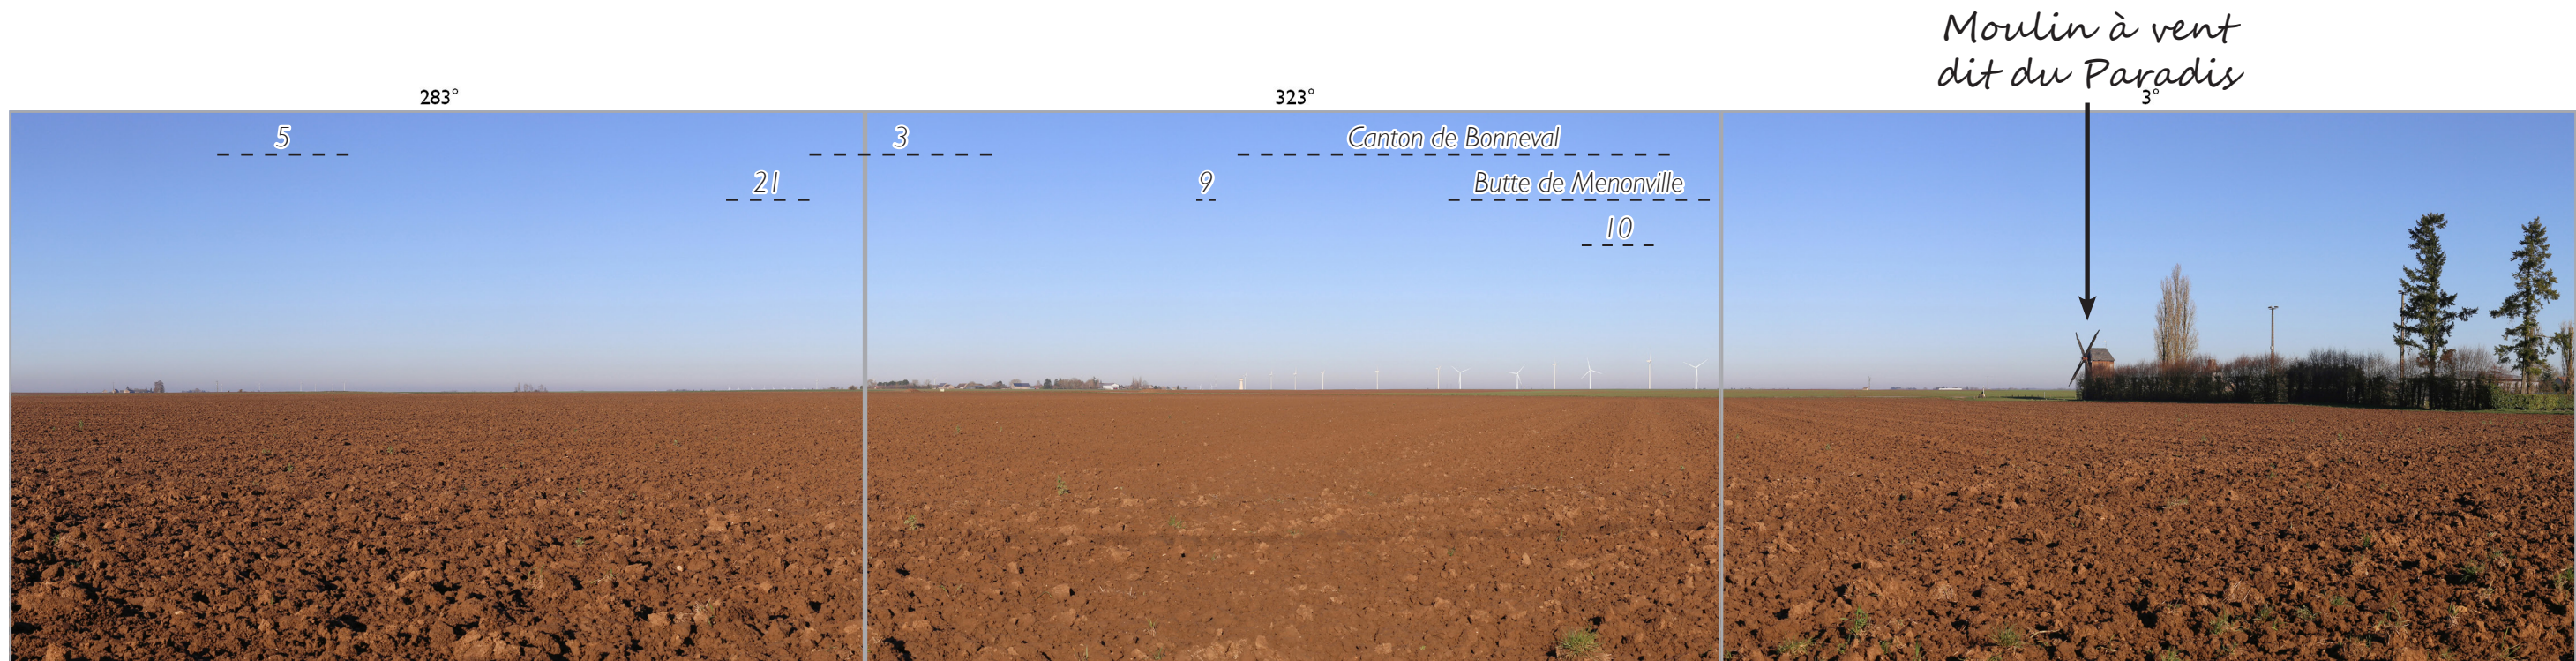 Moulin à vent
dit du Paradis
283°
323°
3°
5
3
Canton de Bonneval
21
9
Butte de Menonville
10